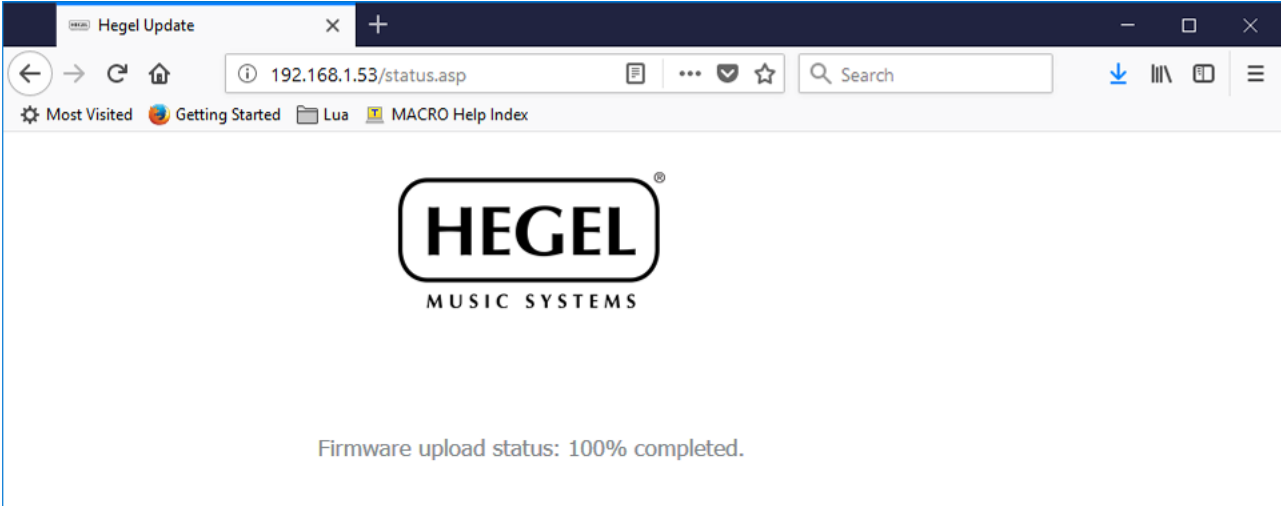 Hegel Update
192.168.1.53/status.asp
Search
Most Visited Getting Started Lua T MACRO Help Index
®
HEGEL
MUSIC SYSTEMS
Firmware upload status: 100% completed.